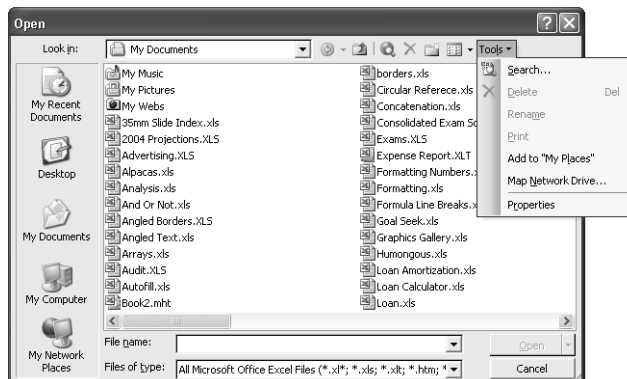 Open
Look in:
My Documents
Tools
My Recent
Documents
Desktop
My Documents
My Computer
My Network
Places
My Music
My Pictures
My Webs
35mm Slide Index.xls
2004 Projections.XLS
Advertising.XLS
Alpacas.xls
Analysis.xls
And Or Not.xls
Angled Borders.XLS
Angled Text.xls
Arrays.xls
Audit.XLS
Autofill.xls
Book2.mht
borders.xls
Circular Referece.xls
Concatenation.xls
Consolidated Exam Sc
Exams.XLS
Expense Report.XLT
Formatting Numbers.x
Formatting.xls
Formula Line Breaks.x
Goal Seek.xls
Graphics Gallery.xls
Humongous.xls
Loan Amortization.xls
Loan Calculator.xls
Loan.xls
Search...
Delete Del
Rename
Print
Add to "My Places"
Map Network Drive...
Properties
File name:
Open
Files of type:
All Microsoft Office Excel Files (*.xl*; *.xls; *.xlt; *.htm; *
Cancel